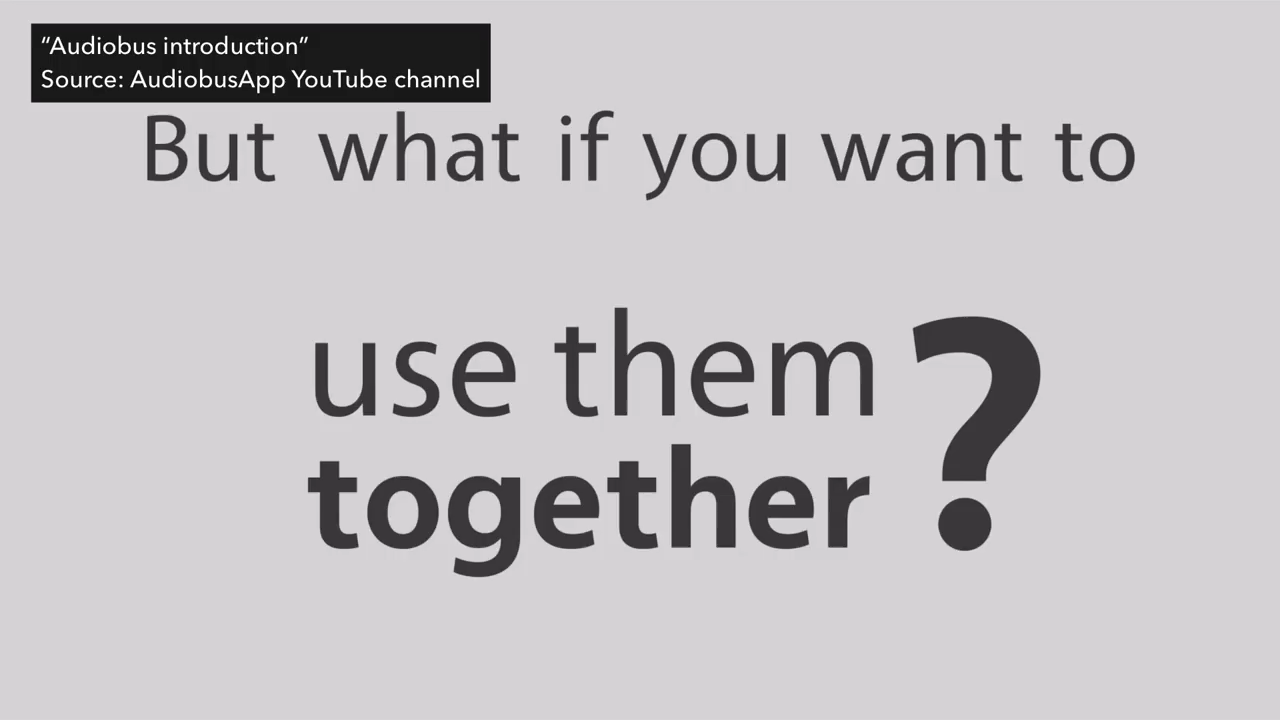 “Audiobus introduction”
Source: AudiobusApp YouTube channel
But what if you want to
use them
together?